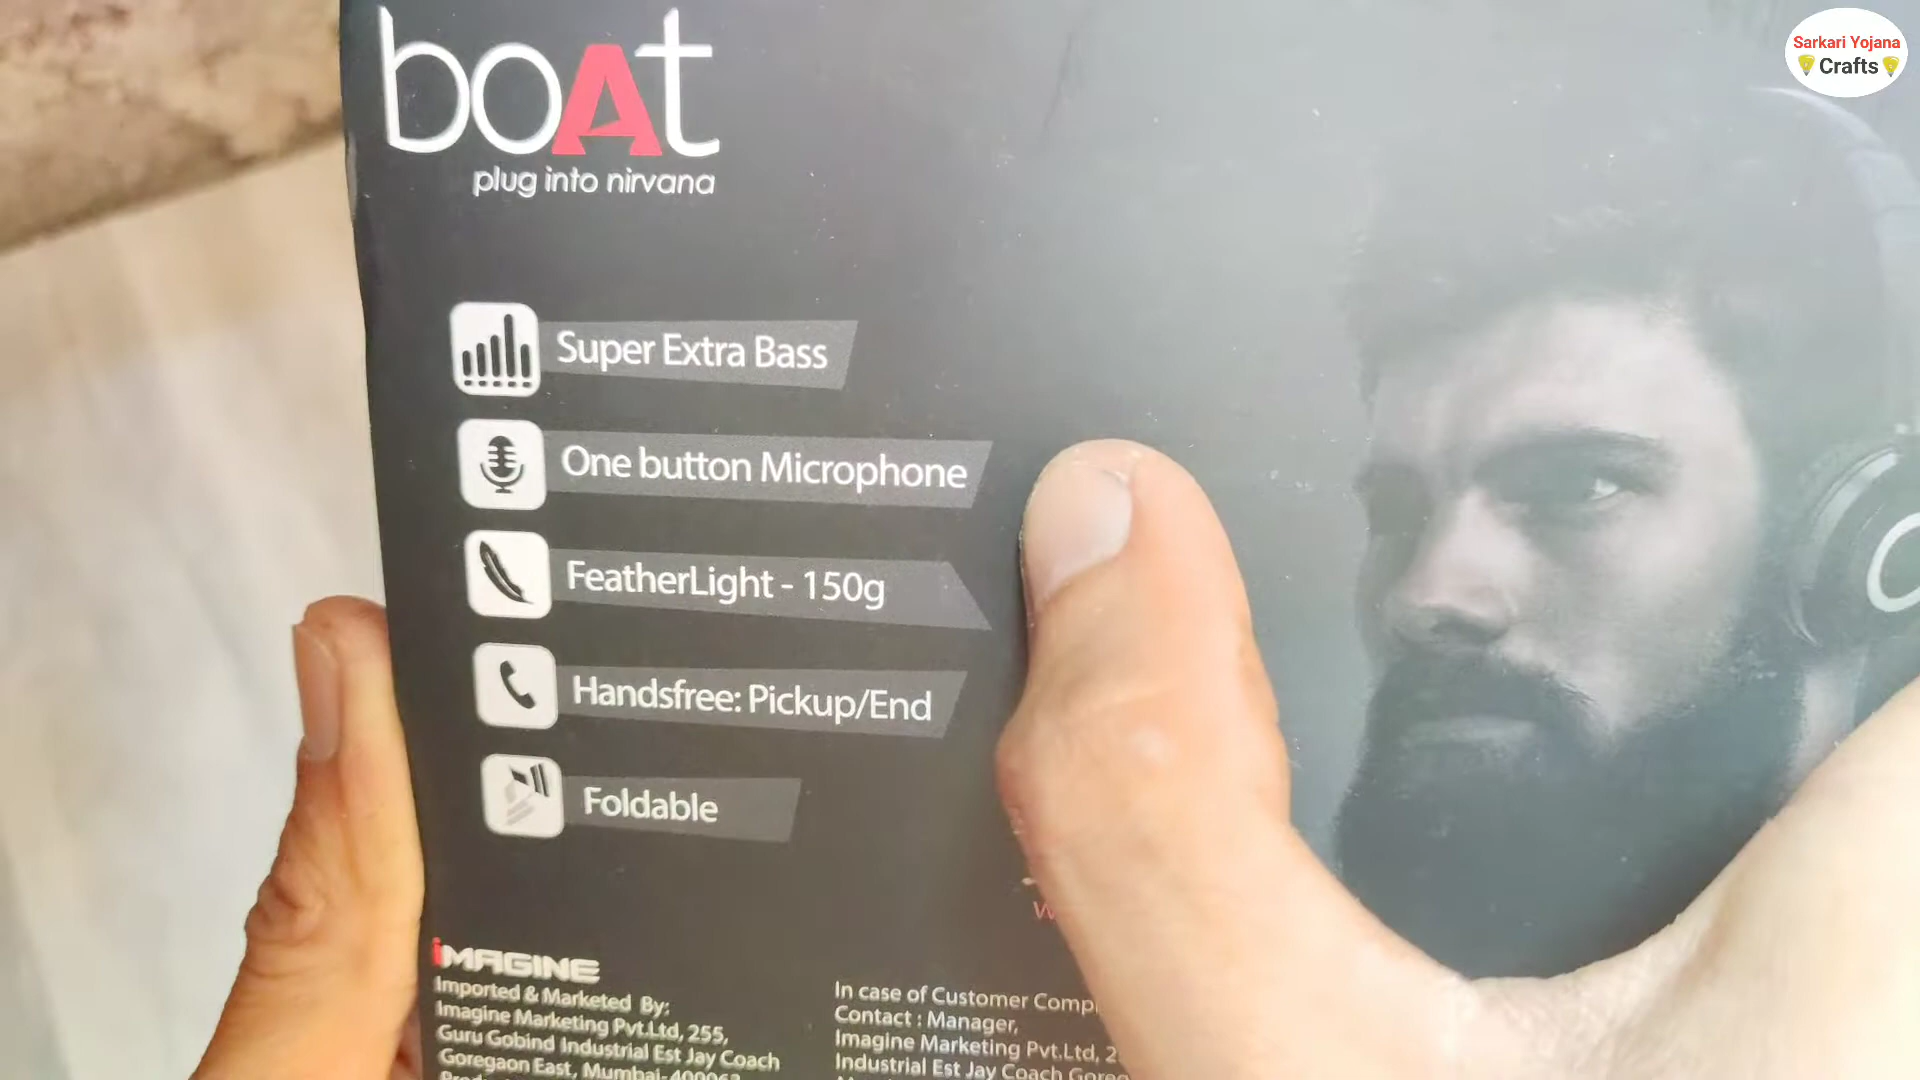 boAt
plug into nirvana
Sarkari Yojana
Crafts
Super Extra Bass
One button Microphone
FeatherLight - 150g
Handsfree: Pickup/End
Foldable
iMAGINE
Imported & Marketed By:
Imagine Marketing Pvt.Ltd, 255,
Guru Gobind Industrial Est Jay Coach
Goregaon East, Mumbai-400063
In case of Customer
Contact : Manager,
Imagine Marketing Pvt.Ltd,
Industrial Est Jay Coach